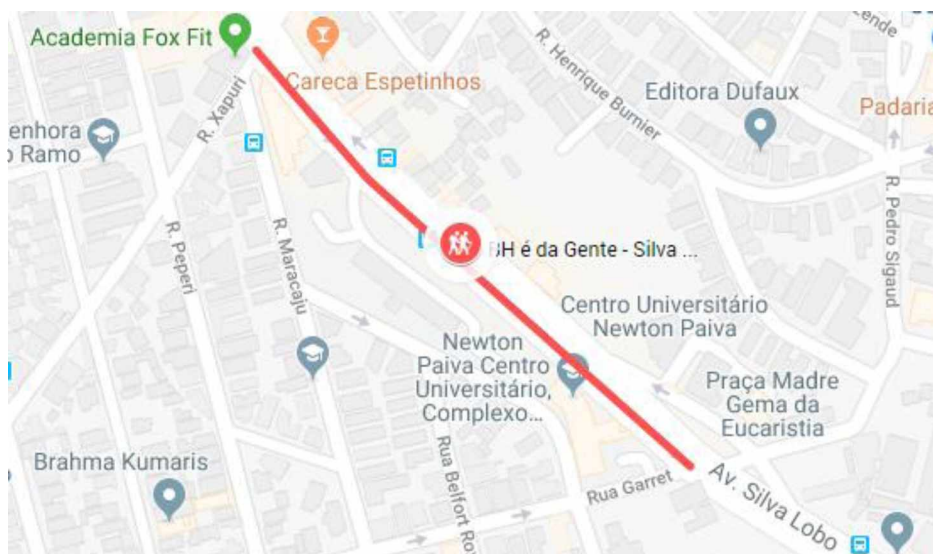 Academia Fox Fit
Careca Espetinhos
R. Xapuri
R. Henrique Burnier
Editora Dufaux
Padaria
enhora
o Ramo
R. Peperi
R. Maracaju
BH é da Gente - Silva ...
R. Pedro Sigaud
Centro Universitário
Newton Paiva
Newton
Paiva Centro
Universitário,
Complexo...
Praça Madre
Gema da
Eucaristia
Brahma Kumaris
Rua Belfort Ro
Rua Garret
Av. Silva Lobo